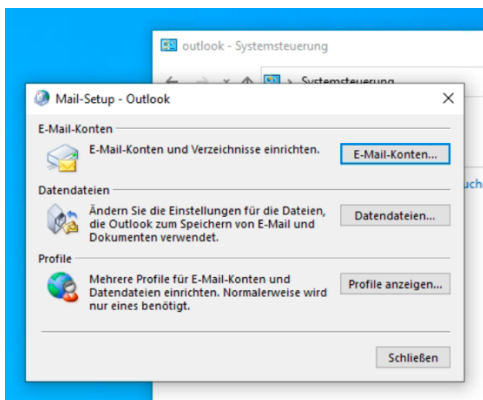 outlook - Systemsteuerung
Systemsteuerung
Mail-Setup - Outlook
E-Mail-Konten
E-Mail-Konten und Verzeichnisse einrichten.
E-Mail-Konten...
Datendateien
Ändern Sie die Einstellungen für die Dateien,
die Outlook zum Speichern von E-Mail und
Dokumenten verwendet.
Datendateien...
Profile
Mehrere Profile für E-Mail-Konten und
Datendateien einrichten. Normalerweise wird
nur eines benötigt.
Profile anzeigen...
Schließen